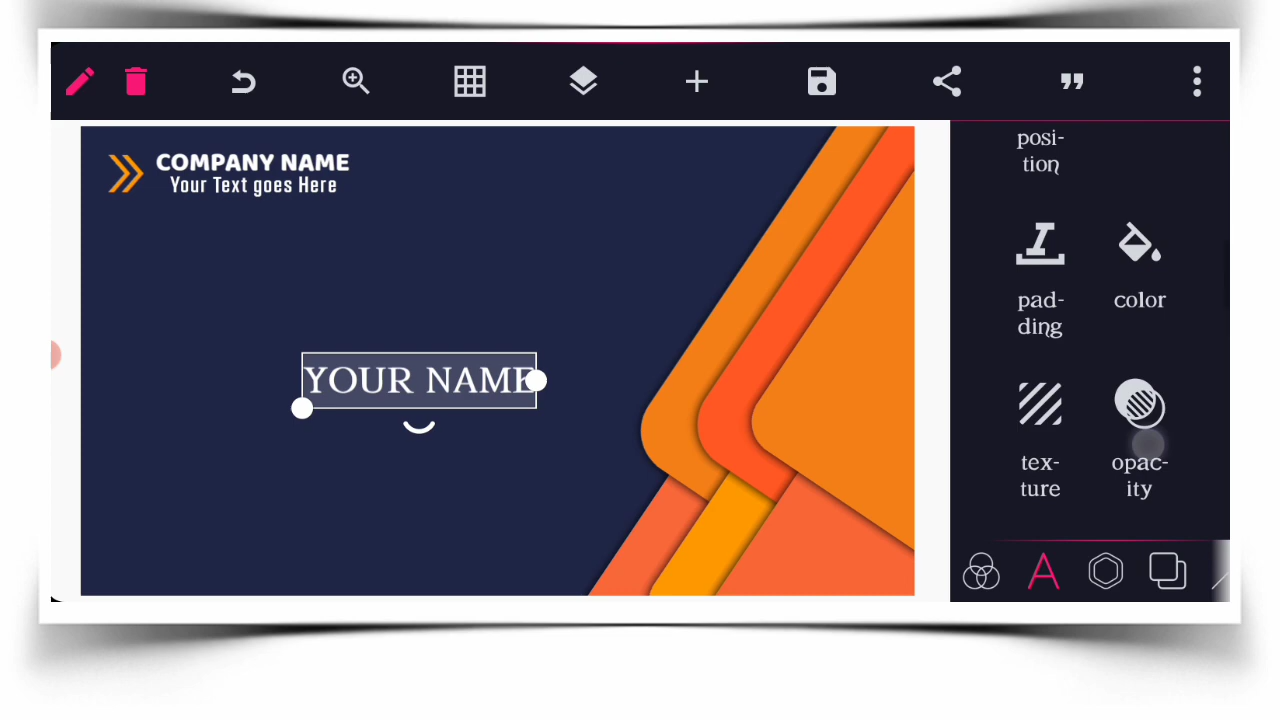 COMPANY NAME
Your Text goes Here
YOUR NAME
posi-
tion
pad-
ding
color
tex-
ture
opac-
ity